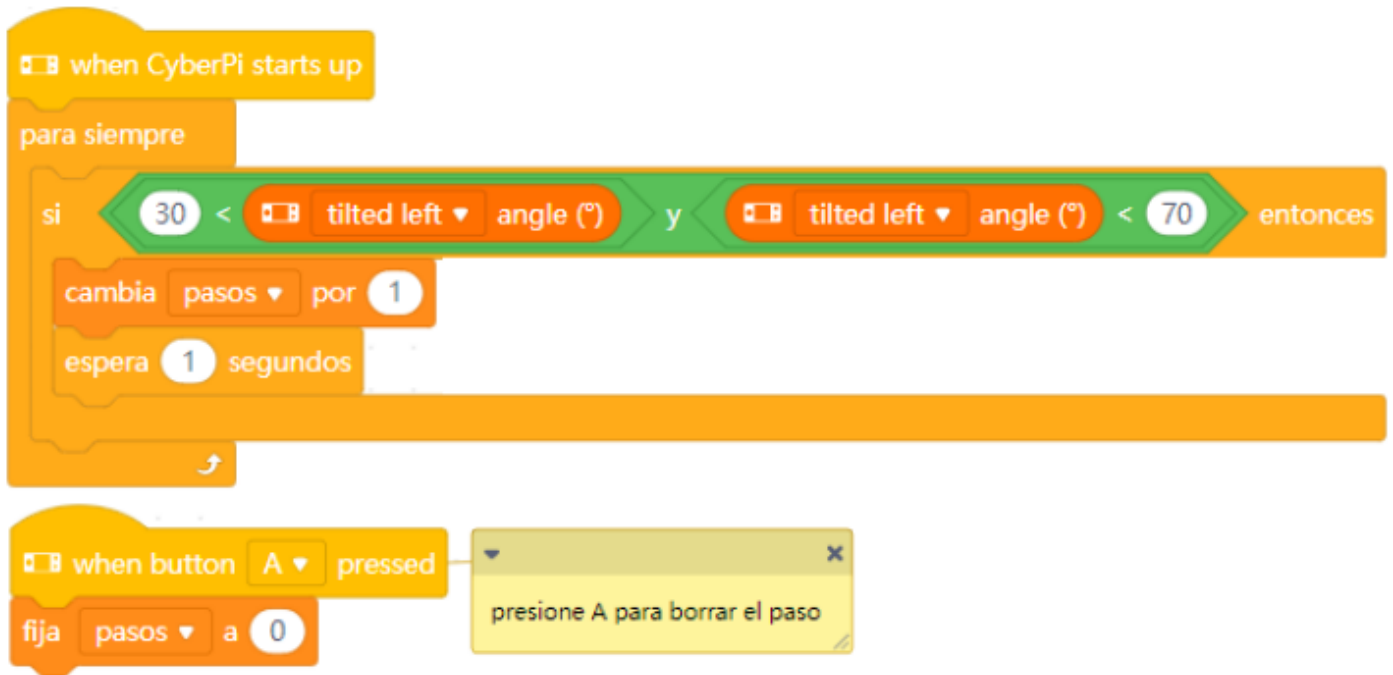 when CyberPi starts up
para siempre
si 30 < tilted left angle (°) y tilted left angle (°) < 70 entonces
cambia pasos por 1
espera 1 segundos
when button A pressed
fija pasos a 0
presione A para borrar el paso